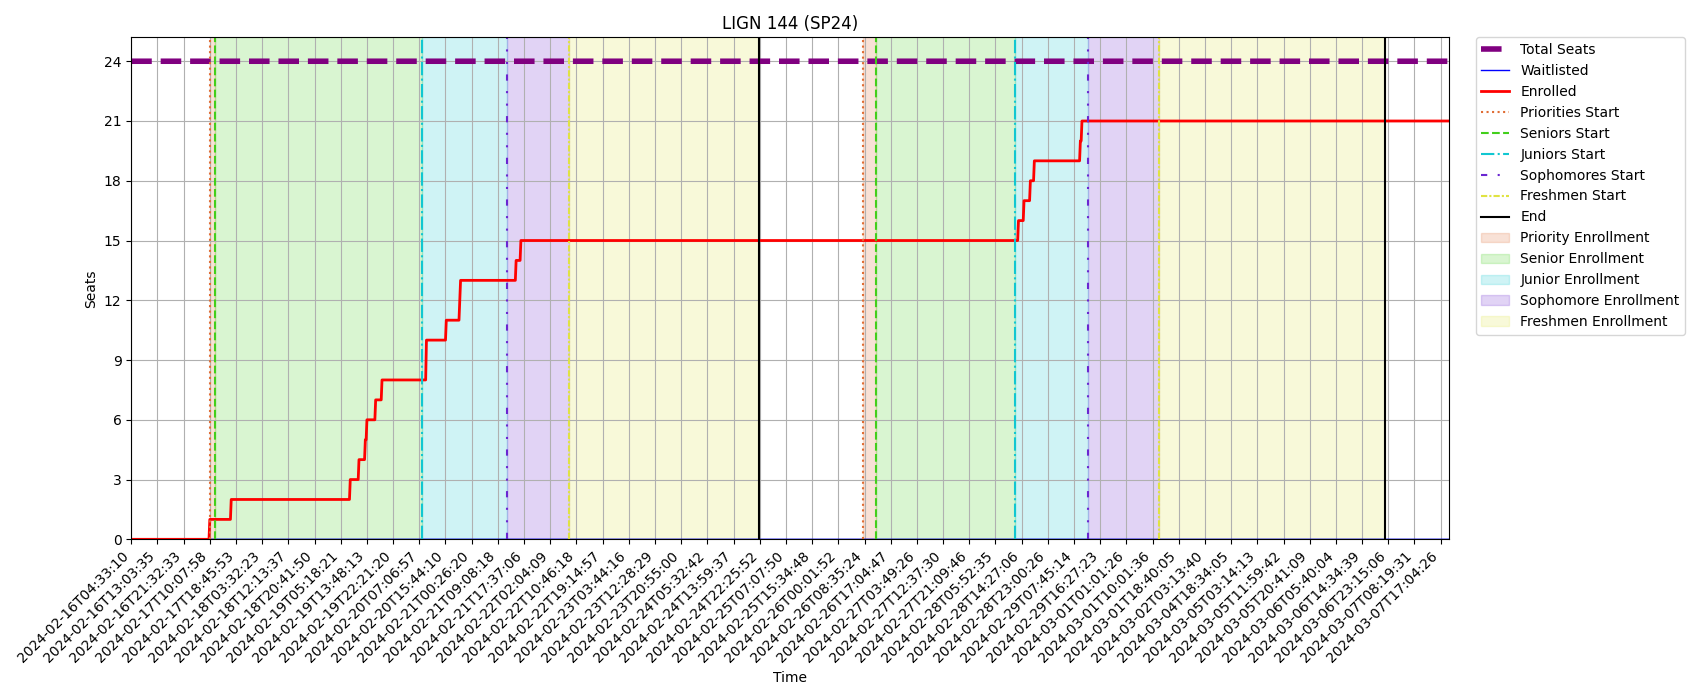 LIGN 144 (SP24)
Total Seats
Waitlisted
Enrolled
Priorities Start
Seniors Start
Juniors Start
Sophomores Start
Freshmen Start
End
Priority Enrollment
Senior Enrollment
Junior Enrollment
Sophomore Enrollment
Freshmen Enrollment
Seats
24
21
18
15
12
9
6
3
0
2024-02-16T04:33:10
2024-02-16T13:03:35
2024-02-16T21:32:33
2024-02-17T10:07:58
2024-02-17T18:45:53
2024-02-18T03:32:23
2024-02-18T12:13:37
2024-02-18T20:41:50
2024-02-19T05:18:21
2024-02-19T13:48:13
2024-02-19T22:21:20
2024-02-20T07:06:57
2024-02-20T15:44:10
2024-02-21T00:26:20
2024-02-21T09:08:18
2024-02-21T17:37:06
2024-02-22T02:04:09
2024-02-22T10:46:18
2024-02-22T19:14:57
2024-02-23T03:44:16
2024-02-23T12:28:29
2024-02-23T20:55:00
2024-02-24T05:32:42
2024-02-24T13:59:37
2024-02-24T22:25:52
2024-02-25T07:07:50
2024-02-25T15:34:48
2024-02-26T00:01:52
2024-02-26T08:35:24
2024-02-26T17:04:47
2024-02-27T03:49:26
2024-02-27T12:37:30
2024-02-27T21:09:46
2024-02-28T05:52:35
2024-02-28T14:27:06
2024-02-28T23:00:26
2024-02-29T07:45:14
2024-02-29T16:27:23
2024-03-01T01:01:26
2024-03-01T10:01:36
2024-03-01T18:40:05
2024-03-02T03:13:40
2024-03-04T18:34:05
2024-03-05T03:14:13
2024-03-05T11:59:42
2024-03-05T20:41:09
2024-03-06T05:40:04
2024-03-06T14:34:39
2024-03-06T23:15:06
2024-03-07T08:19:31
2024-03-07T17:04:26
Time